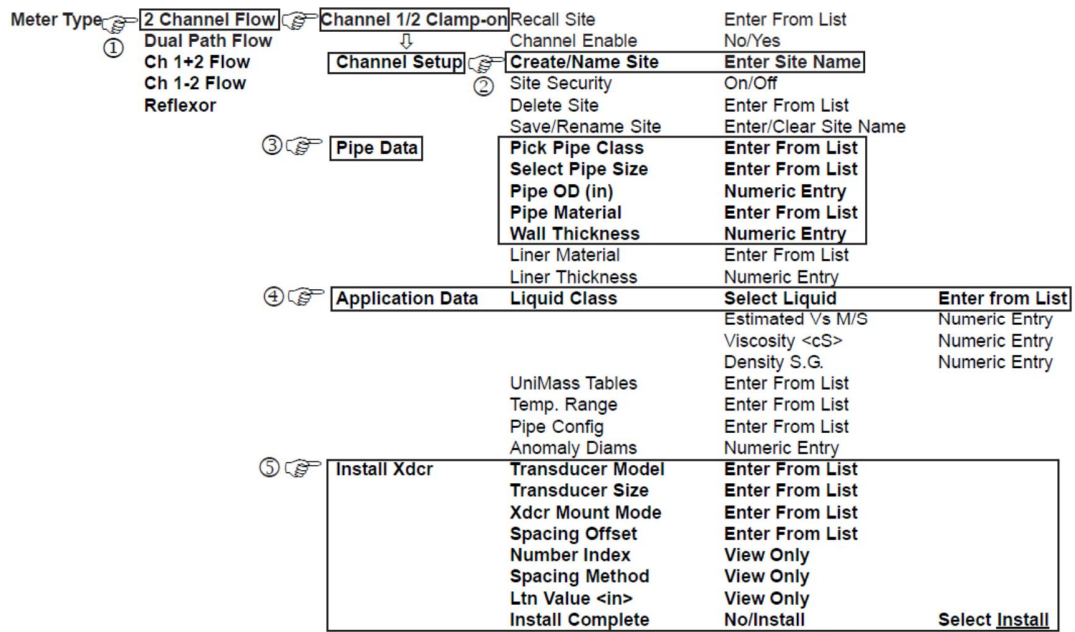 Meter Type 2 Channel Flow Channel 1/2 Clamp-on Recall Site Enter From List
① Dual Path Flow ⇩ Channel Enable No/Yes
Ch 1+2 Flow Channel Setup Create/Name Site Enter Site Name
Ch 1-2 Flow ② Site Security On/Off
Reflexor Delete Site Enter From List
Save/Rename Site Enter/Clear Site Name
③ Pipe Data Pick Pipe Class Enter From List
Select Pipe Size Enter From List
Pipe OD (in) Numeric Entry
Pipe Material Enter From List
Wall Thickness Numeric Entry
Liner Material Enter From List
Liner Thickness Numeric Entry
④ Application Data Liquid Class Select Liquid Enter from List
Estimated Vs M/S Numeric Entry
Viscosity <cS> Numeric Entry
Density S.G. Numeric Entry
UniMass Tables Enter From List
Temp. Range Enter From List
Pipe Config Enter From List
Anomaly Diams Numeric Entry
⑤ Install Xdcr Transducer Model Enter From List
Transducer Size Enter From List
Xdcr Mount Mode Enter From List
Spacing Offset Enter From List
Number Index View Only
Spacing Method View Only
Ltn Value <in> View Only
Install Complete No/Install Select Install